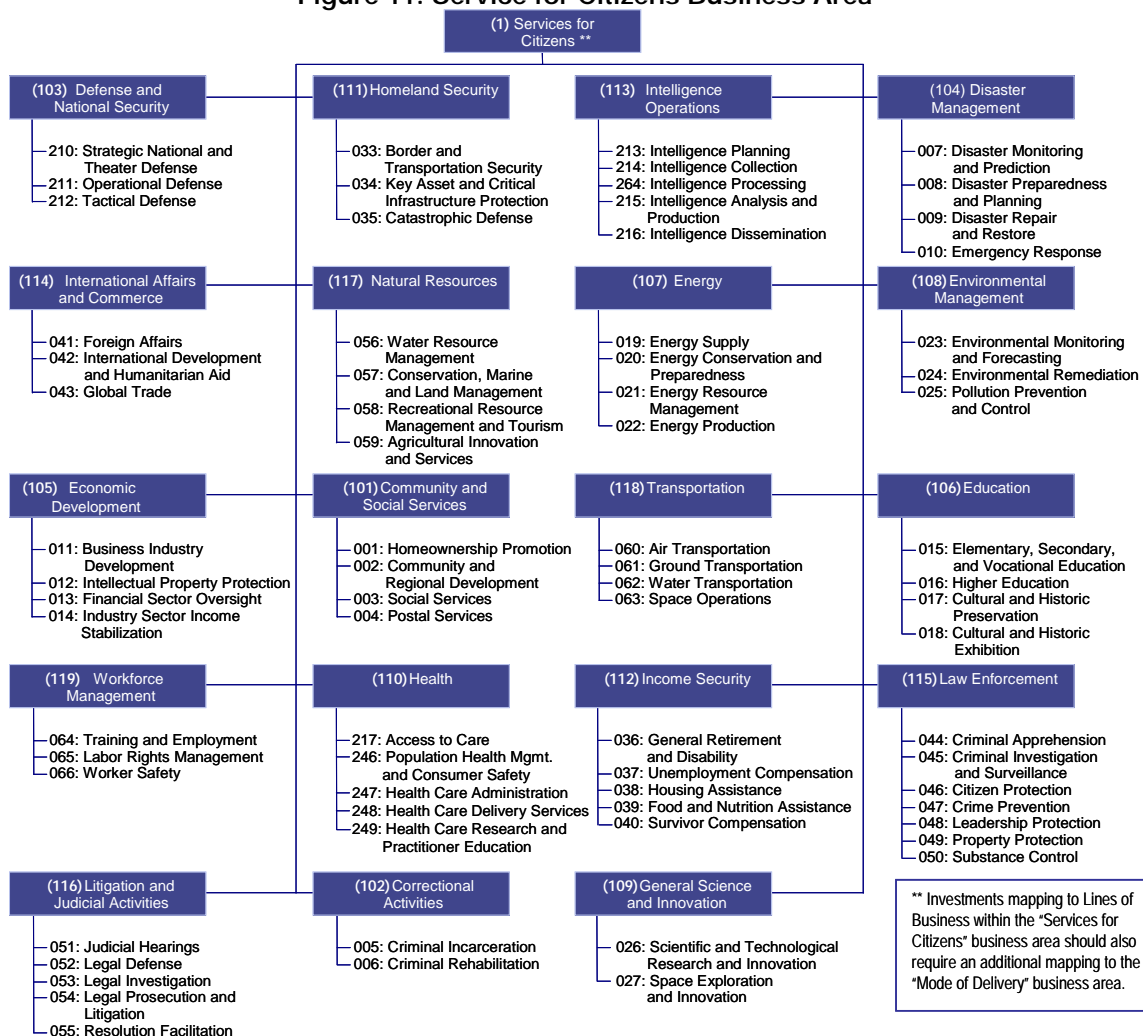 Figure 11: Service for Citizens Business Area
(1) Services for
Citizens **
(103) Defense and
National Security
210: Strategic National and
Theater Defense
211: Operational Defense
212: Tactical Defense
(111) Homeland Security
033: Border and
Transportation Security
034: Key Asset and Critical
Infrastructure Protection
035: Catastrophic Defense
(113) Intelligence
Operations
213: Intelligence Planning
214: Intelligence Collection
264: Intelligence Processing
215: Intelligence Analysis and
Production
216: Intelligence Dissemination
(104) Disaster
Management
007: Disaster Monitoring
and Prediction
008: Disaster Preparedness
and Planning
009: Disaster Repair
and Restore
010: Emergency Response
(114) International Affairs
and Commerce
041: Foreign Affairs
042: International Development
and Humanitarian Aid
043: Global Trade
(117) Natural Resources
056: Water Resource
Management
057: Conservation, Marine
and Land Management
058: Recreational Resource
Management and Tourism
059: Agricultural Innovation
and Services
(107) Energy
019: Energy Supply
020: Energy Conservation and
Preparedness
021: Energy Resource
Management
022: Energy Production
(108) Environmental
Management
023: Environmental Monitoring
and Forecasting
024: Environmental Remediation
025: Pollution Prevention
and Control
(105) Economic
Development
011: Business Industry
Development
012: Intellectual Property Protection
013: Financial Sector Oversight
014: Industry Sector Income
Stabilization
(101) Community and
Social Services
001: Homeownership Promotion
002: Community and
Regional Development
003: Social Services
004: Postal Services
(118) Transportation
060: Air Transportation
061: Ground Transportation
062: Water Transportation
063: Space Operations
(106) Education
015: Elementary, Secondary,
and Vocational Education
016: Higher Education
017: Cultural and Historic
Preservation
018: Cultural and Historic
Exhibition
(119) Workforce
Management
064: Training and Employment
065: Labor Rights Management
066: Worker Safety
(110) Health
217: Access to Care
246: Population Health Mgmt.
and Consumer Safety
247: Health Care Administration
248: Health Care Delivery Services
249: Health Care Research and
Practitioner Education
(112) Income Security
036: General Retirement
and Disability
037: Unemployment Compensation
038: Housing Assistance
039: Food and Nutrition Assistance
040: Survivor Compensation
(115) Law Enforcement
044: Criminal Apprehension
045: Criminal Investigation
and Surveillance
046: Citizen Protection
047: Crime Prevention
048: Leadership Protection
049: Property Protection
050: Substance Control
(116) Litigation and
Judicial Activities
051: Judicial Hearings
052: Legal Defense
053: Legal Investigation
054: Legal Prosecution and
Litigation
055: Resolution Facilitation
(102) Correctional
Activities
005: Criminal Incarceration
006: Criminal Rehabilitation
(109) General Science
and Innovation
026: Scientific and Technological
Research and Innovation
027: Space Exploration
and Innovation
** Investments mapping to Lines of
Business within the "Services for
Citizens" business area should also
require an additional mapping to the
"Mode of Delivery" business area.